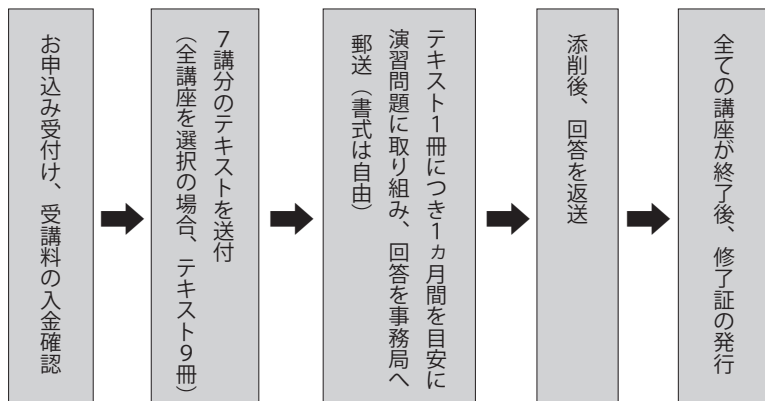 お申込み受付け、受講料の入金確認
7講分のテキストを送付
（全講座を選択の場合、テキスト9冊）
テキスト1冊につき1ヵ月間を目安に
演習問題に取り組み、回答を事務局へ
郵送（書式は自由）
添削後、回答を返送
全ての講座が終了後、修了証の発行